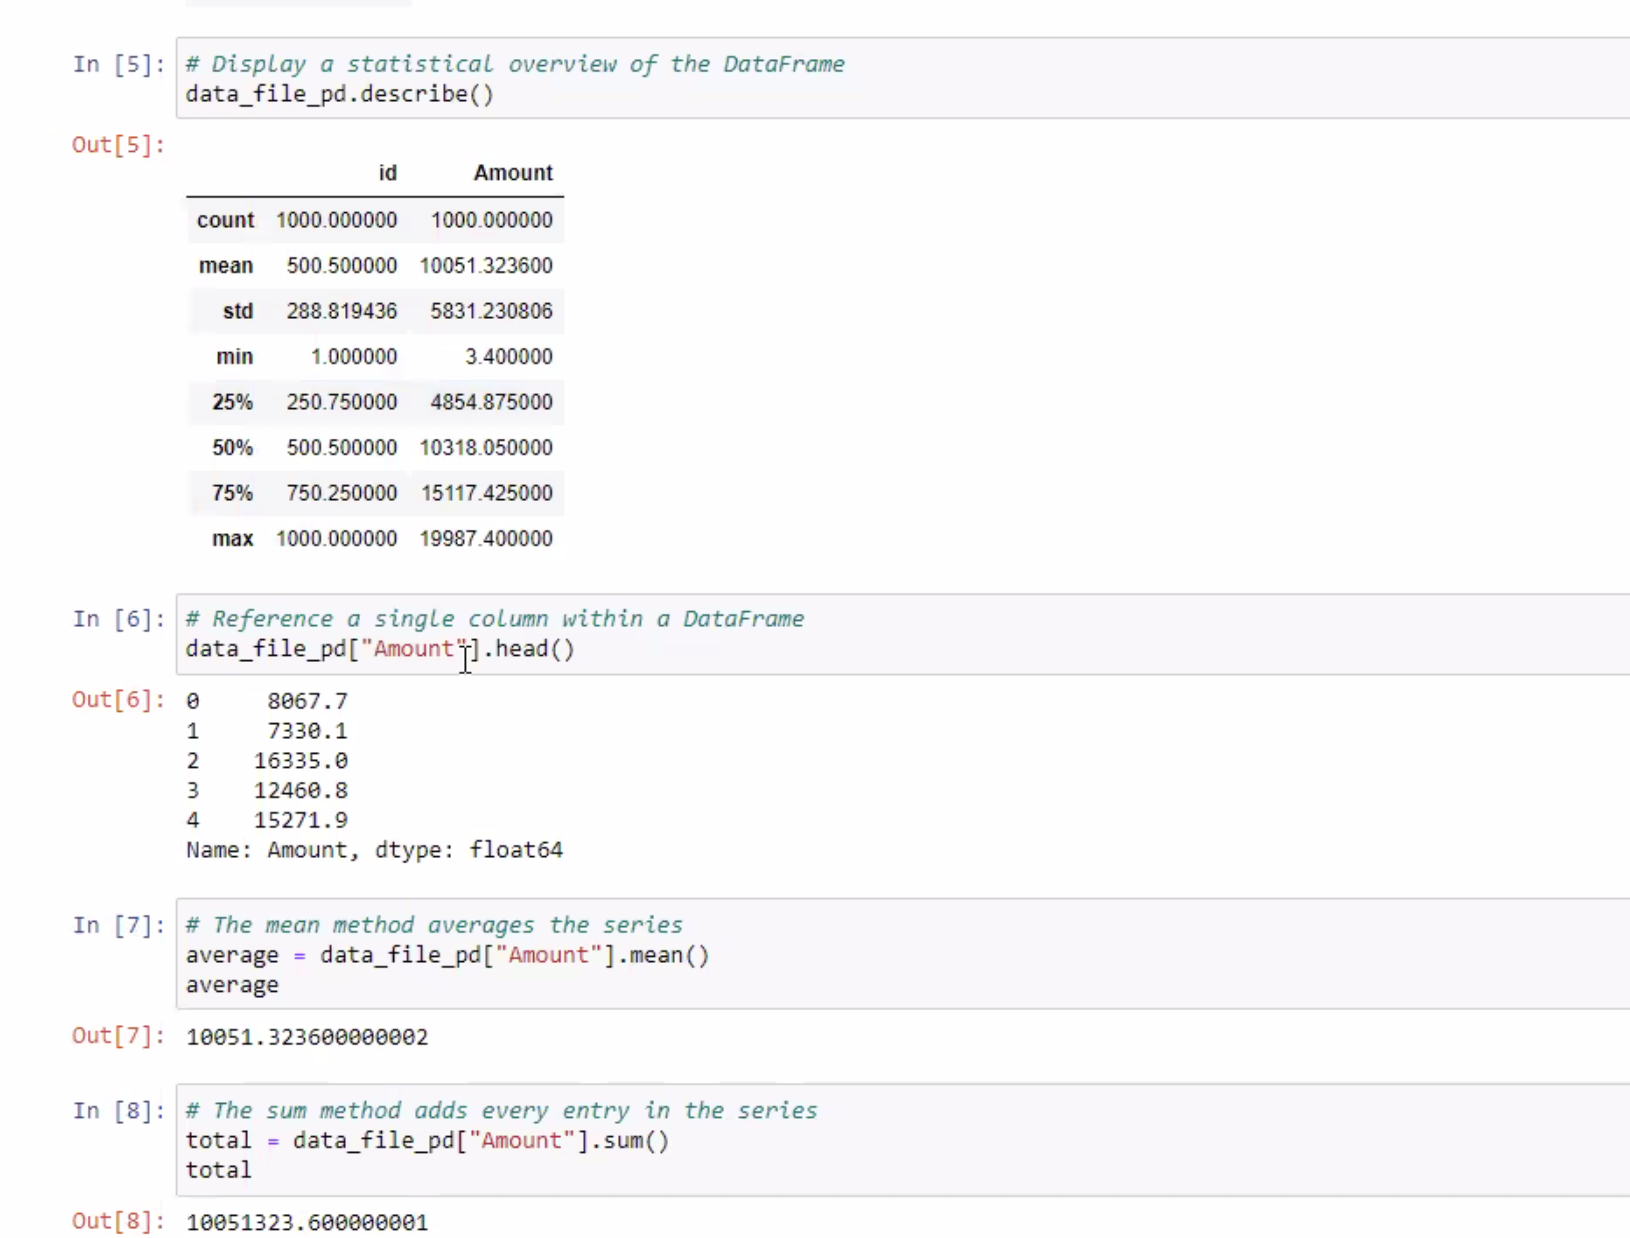 In [5]: # Display a statistical overview of the DataFrame
data_file_pd.describe()
Out[5]:
id Amount
count 1000.000000 1000.000000
mean 500.500000 10051.323600
std 288.819436 5831.230806
min 1.000000 3.400000
25% 250.750000 4854.875000
50% 500.500000 10318.050000
75% 750.250000 15117.425000
max 1000.000000 19987.400000
In [6]: # Reference a single column within a DataFrame
data_file_pd["Amount"].head()
Out[6]: 0 8067.7
1 7330.1
2 16335.0
3 12460.8
4 15271.9
Name: Amount, dtype: float64
In [7]: # The mean method averages the series
average = data_file_pd["Amount"].mean()
average
Out[7]: 10051.323600000002
In [8]: # The sum method adds every entry in the series
total = data_file_pd["Amount"].sum()
total
Out[8]: 10051323.600000001